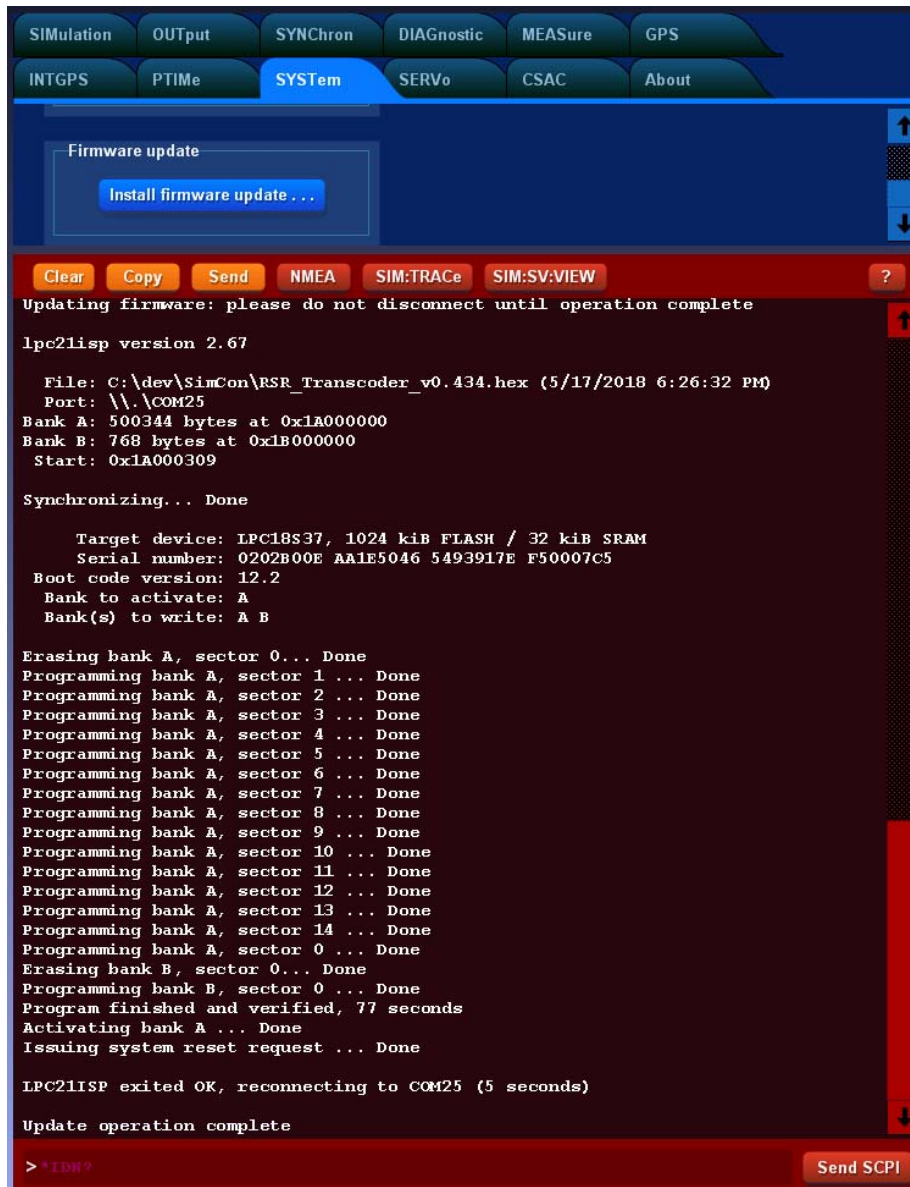 SIMulation OUTput SYNChron DIAGnostic MEASure GPS
INTGPS PTIMe SYSTem SERVo CSAC About
Firmware update
Install firmware update . . .
Clear Copy Send NMEA SIM:TRACe SIM:SV:VIEW ?
Updating firmware: please do not disconnect until operation complete
lpc21isp version 2.67
File: C:\dev\SimCon\RSR_Transcoder_v0.434.hex (5/17/2018 6:26:32 PM)
Port: \\.\COM25
Bank A: 500344 bytes at 0x1A000000
Bank B: 768 bytes at 0x1B000000
Start: 0x1A000309
Synchronizing... Done
Target device: LPC18S37, 1024 kiB FLASH / 32 kiB SRAM
Serial number: 0202B00E AA1E5046 5493917E F50007C5
Boot code version: 12.2
Bank to activate: A
Bank(s) to write: A B
Erasing bank A, sector 0... Done
Programming bank A, sector 1 ... Done
Programming bank A, sector 2 ... Done
Programming bank A, sector 3 ... Done
Programming bank A, sector 4 ... Done
Programming bank A, sector 5 ... Done
Programming bank A, sector 6 ... Done
Programming bank A, sector 7 ... Done
Programming bank A, sector 8 ... Done
Programming bank A, sector 9 ... Done
Programming bank A, sector 10 ... Done
Programming bank A, sector 11 ... Done
Programming bank A, sector 12 ... Done
Programming bank A, sector 13 ... Done
Programming bank A, sector 14 ... Done
Programming bank A, sector 0 ... Done
Erasing bank B, sector 0... Done
Programming bank B, sector 0 ... Done
Program finished and verified, 77 seconds
Activating bank A ... Done
Issuing system reset request ... Done
LPC21ISP exited OK, reconnecting to COM25 (5 seconds)
Update operation complete
> *IDN? Send SCPI